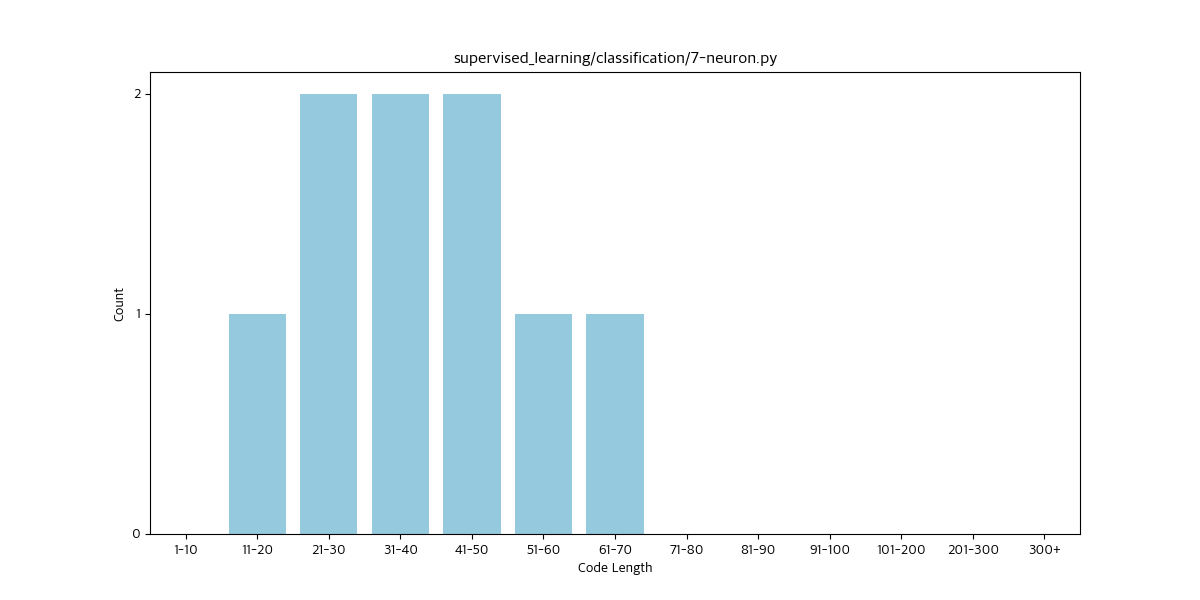 supervised_learning/classification/7-neuron.py
Count
2
1
0
1-10 11-20 21-30 31-40 41-50 51-60 61-70 71-80 81-90 91-100 101-200 201-300 300+
Code Length